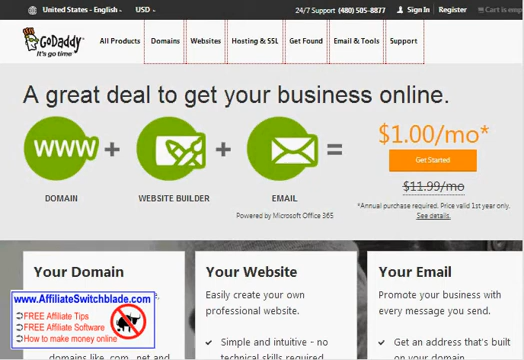 United States - English
USD
24/7 Support (480) 505-8877
Sign In
Register
Cart is emp
GoDaddy
It's go time
All Products
Domains
Websites
Hosting & SSL
Get Found
Email & Tools
Support
A great deal to get your business online.
WWW
+
+
=
$1.00/mo*
Get Started
$11.99/mo
DOMAIN
WEBSITE BUILDER
EMAIL
Powered by Microsoft Office 365
*Annual purchase required. Price valid 1st year only.
See details.
Your Domain
Your Website
Your Email
Easily create your own
professional website.
Promote your business with
every message you send.
www.AffiliateSwitchblade.com
FREE Affiliate Tips
FREE Affiliate Software
How to make money online
Simple and intuitive - no
technical skills required.
Get an address that's built
on your domain.
domains like .com, .net and